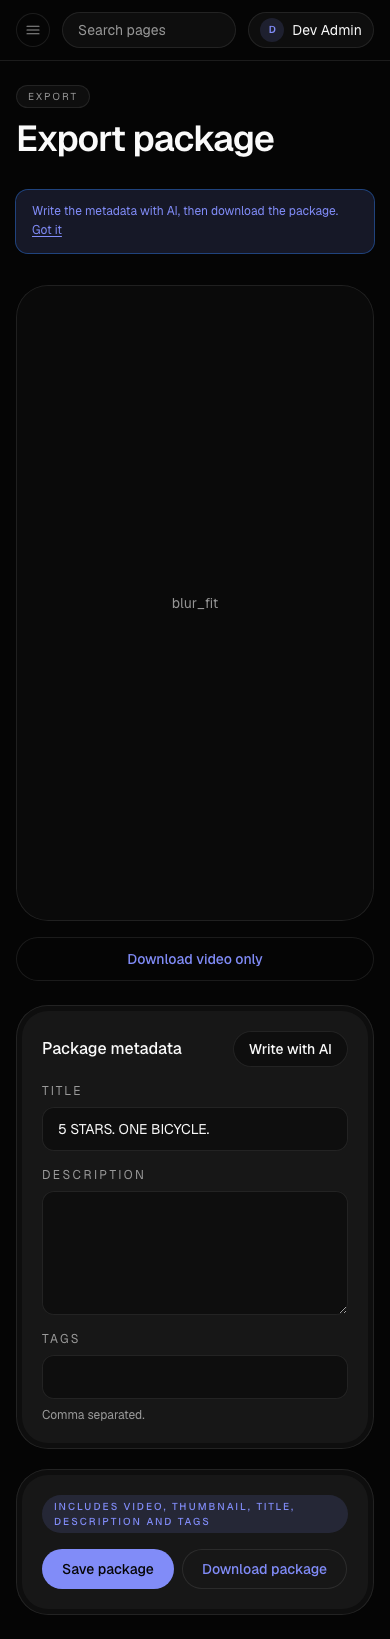 Search pages
D
Dev Admin
EXPORT
Export package
Write the metadata with AI, then download the package.
Got it
blur_fit
Download video only
Package metadata
Write with AI
TITLE
5 STARS. ONE BICYCLE.
DESCRIPTION
TAGS
Comma separated.
INCLUDES VIDEO, THUMBNAIL, TITLE,
DESCRIPTION AND TAGS
Save package
Download package